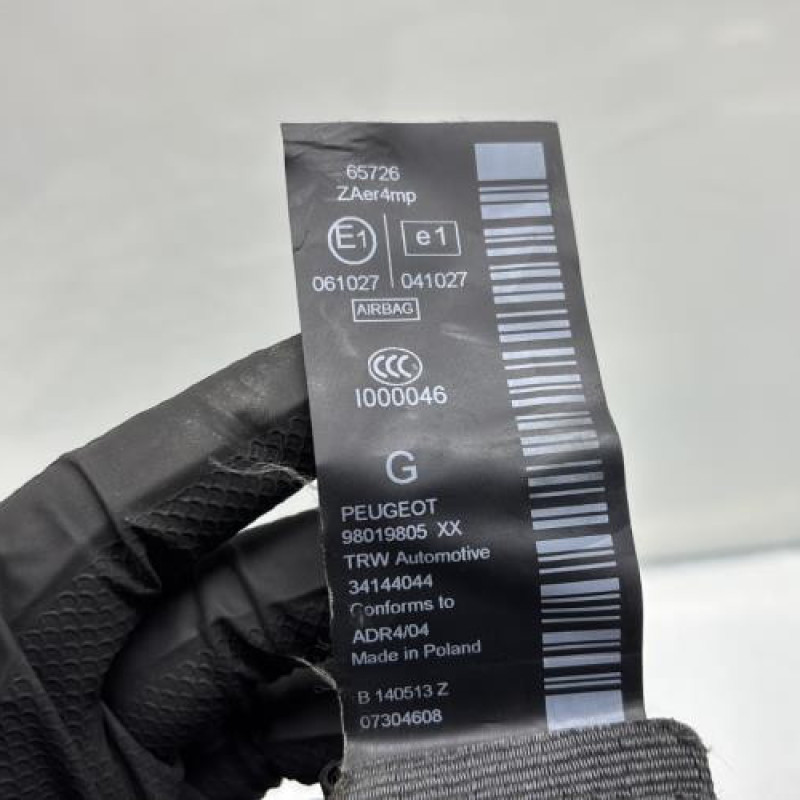 65726
ZAer4mp
E1 e1
061027 041027
AIRBAG
CCC
I000046
G
PEUGEOT
98019805 XX
TRW Automotive
34144044
Conforms to
ADR4/04
Made in Poland
B 140513 Z
07304608